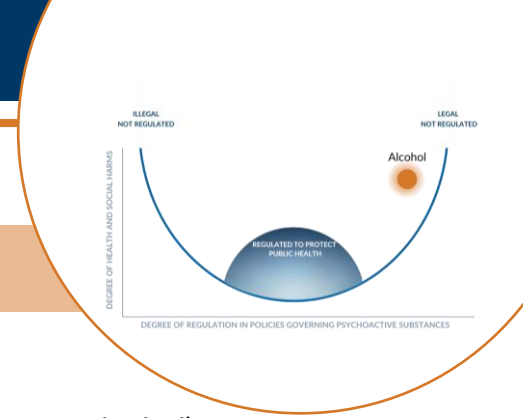 ILLEGAL
NOT REGULATED
LEGAL
NOT REGULATED
Alcohol
DEGREE OF HEALTH AND SOCIAL HARMS
REGULATED TO PROTECT
PUBLIC HEALTH
DEGREE OF REGULATION IN POLICIES GOVERNING PSYCHOACTIVE SUBSTANCES